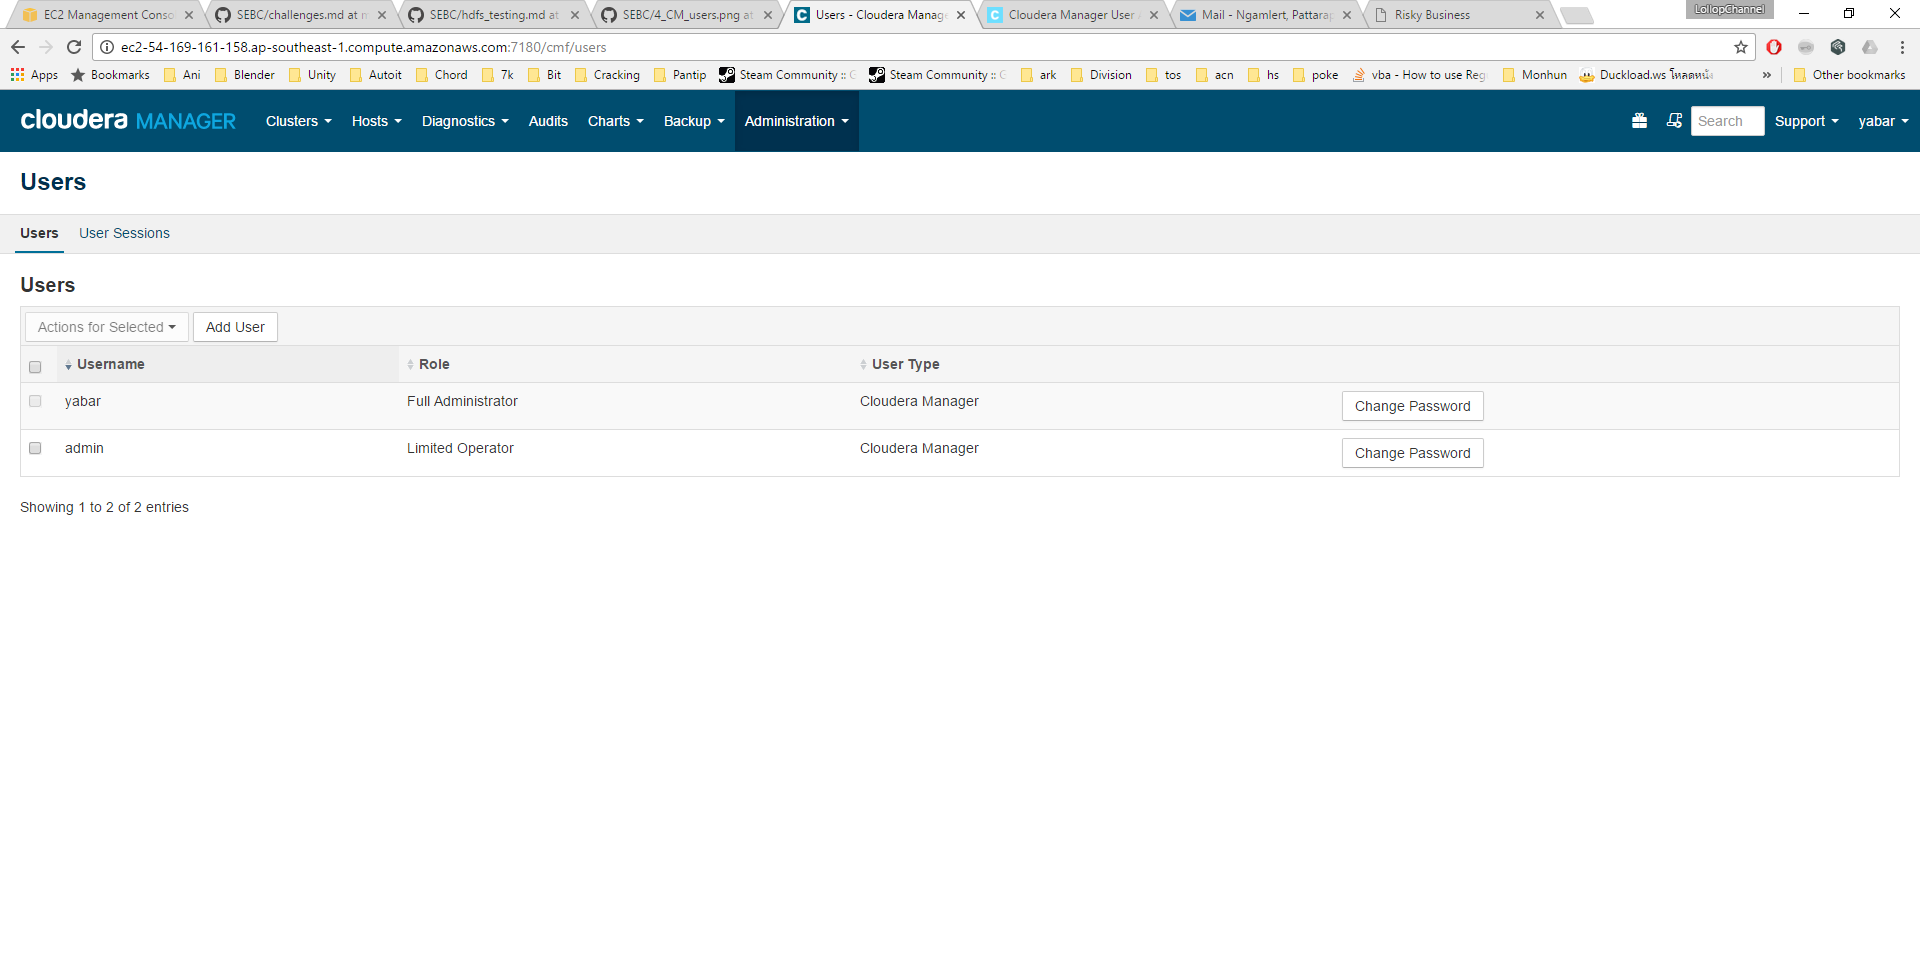 LollopChannel
EC2 Management Conso
SEBC/challenges.md at m
SEBC/hdfs_testing.md at
SEBC/4_CM_users.png at
Users - Cloudera Manage
Cloudera Manager User
Mail - Ngamlert, Pattarap
Risky Business
ec2-54-169-161-158.ap-southeast-1.compute.amazonaws.com:7180/cmf/users
Apps Bookmarks Ani Blender Unity Autoit Chord 7k Bit Cracking Pantip Steam Community :: Steam Community :: ark Division tos acn hs poke vba - How to use Reg Monhun Duckload.ws โหลดหนัง » Other bookmarks
cloudera MANAGER Clusters Hosts Diagnostics Audits Charts Backup Administration Search Support yabar
Users
Users User Sessions
Users
Actions for Selected Add User
Username Role User Type
yabar Full Administrator Cloudera Manager Change Password
admin Limited Operator Cloudera Manager Change Password
Showing 1 to 2 of 2 entries